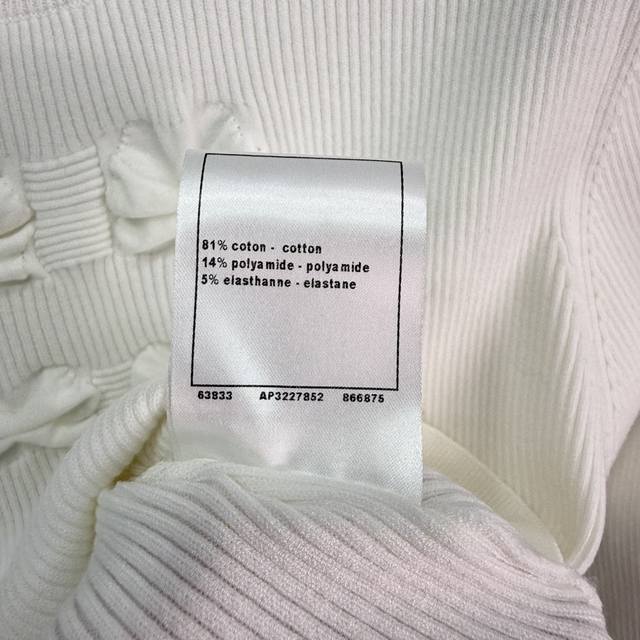 81% coton - cotton
14% polyamide - polyamide
5% elasthanne - elastane
63833 AP3227852 866875